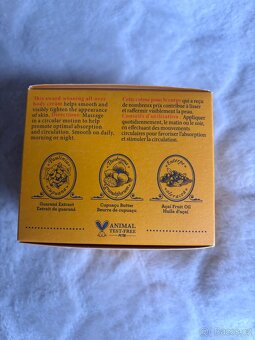 This award-winning all-over
body cream helps smooth and
visibly tighten the appearance
of skin. Directions: Massage
in a circular motion to help
promote optimal absorption
and circulation. Smooth on daily,
morning or night.
Cette crème pour le corps qui a reçu
de nombreux prix contribue à lisser
et raffermir visiblement la peau.
Conseils d'utilisation: Appliquer
quotidiennement, le matin ou le soir,
en effectuant des mouvements
circulaires pour favoriser l'absorption
et stimuler la circulation.
Guaraná Extract
Extrait de guaraná
Cupuaçu Butter
Beurre de cupuaçu
Açaí Fruit Oil
Huile d'açaí
ANIMAL
TEST-FREE